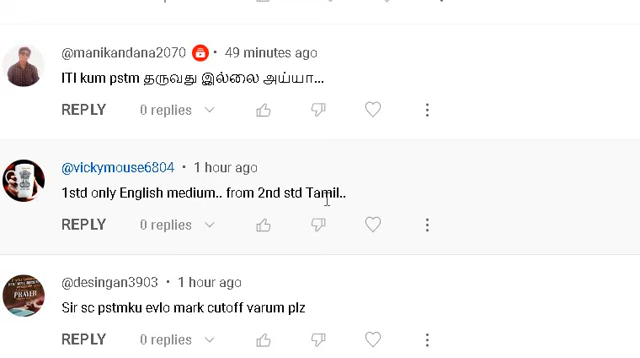 @manikandana2070 • 49 minutes ago
ITI kum pstm தருவது இல்லை அய்யா...
REPLY 0 replies
@vickymouse6804 • 1 hour ago
1std only English medium.. from 2nd std Tamil..
REPLY 0 replies
PRAYER
@desingan3903 • 1 hour ago
Sir sc pstmku evlo mark cutoff varum plz
REPLY 0 replies